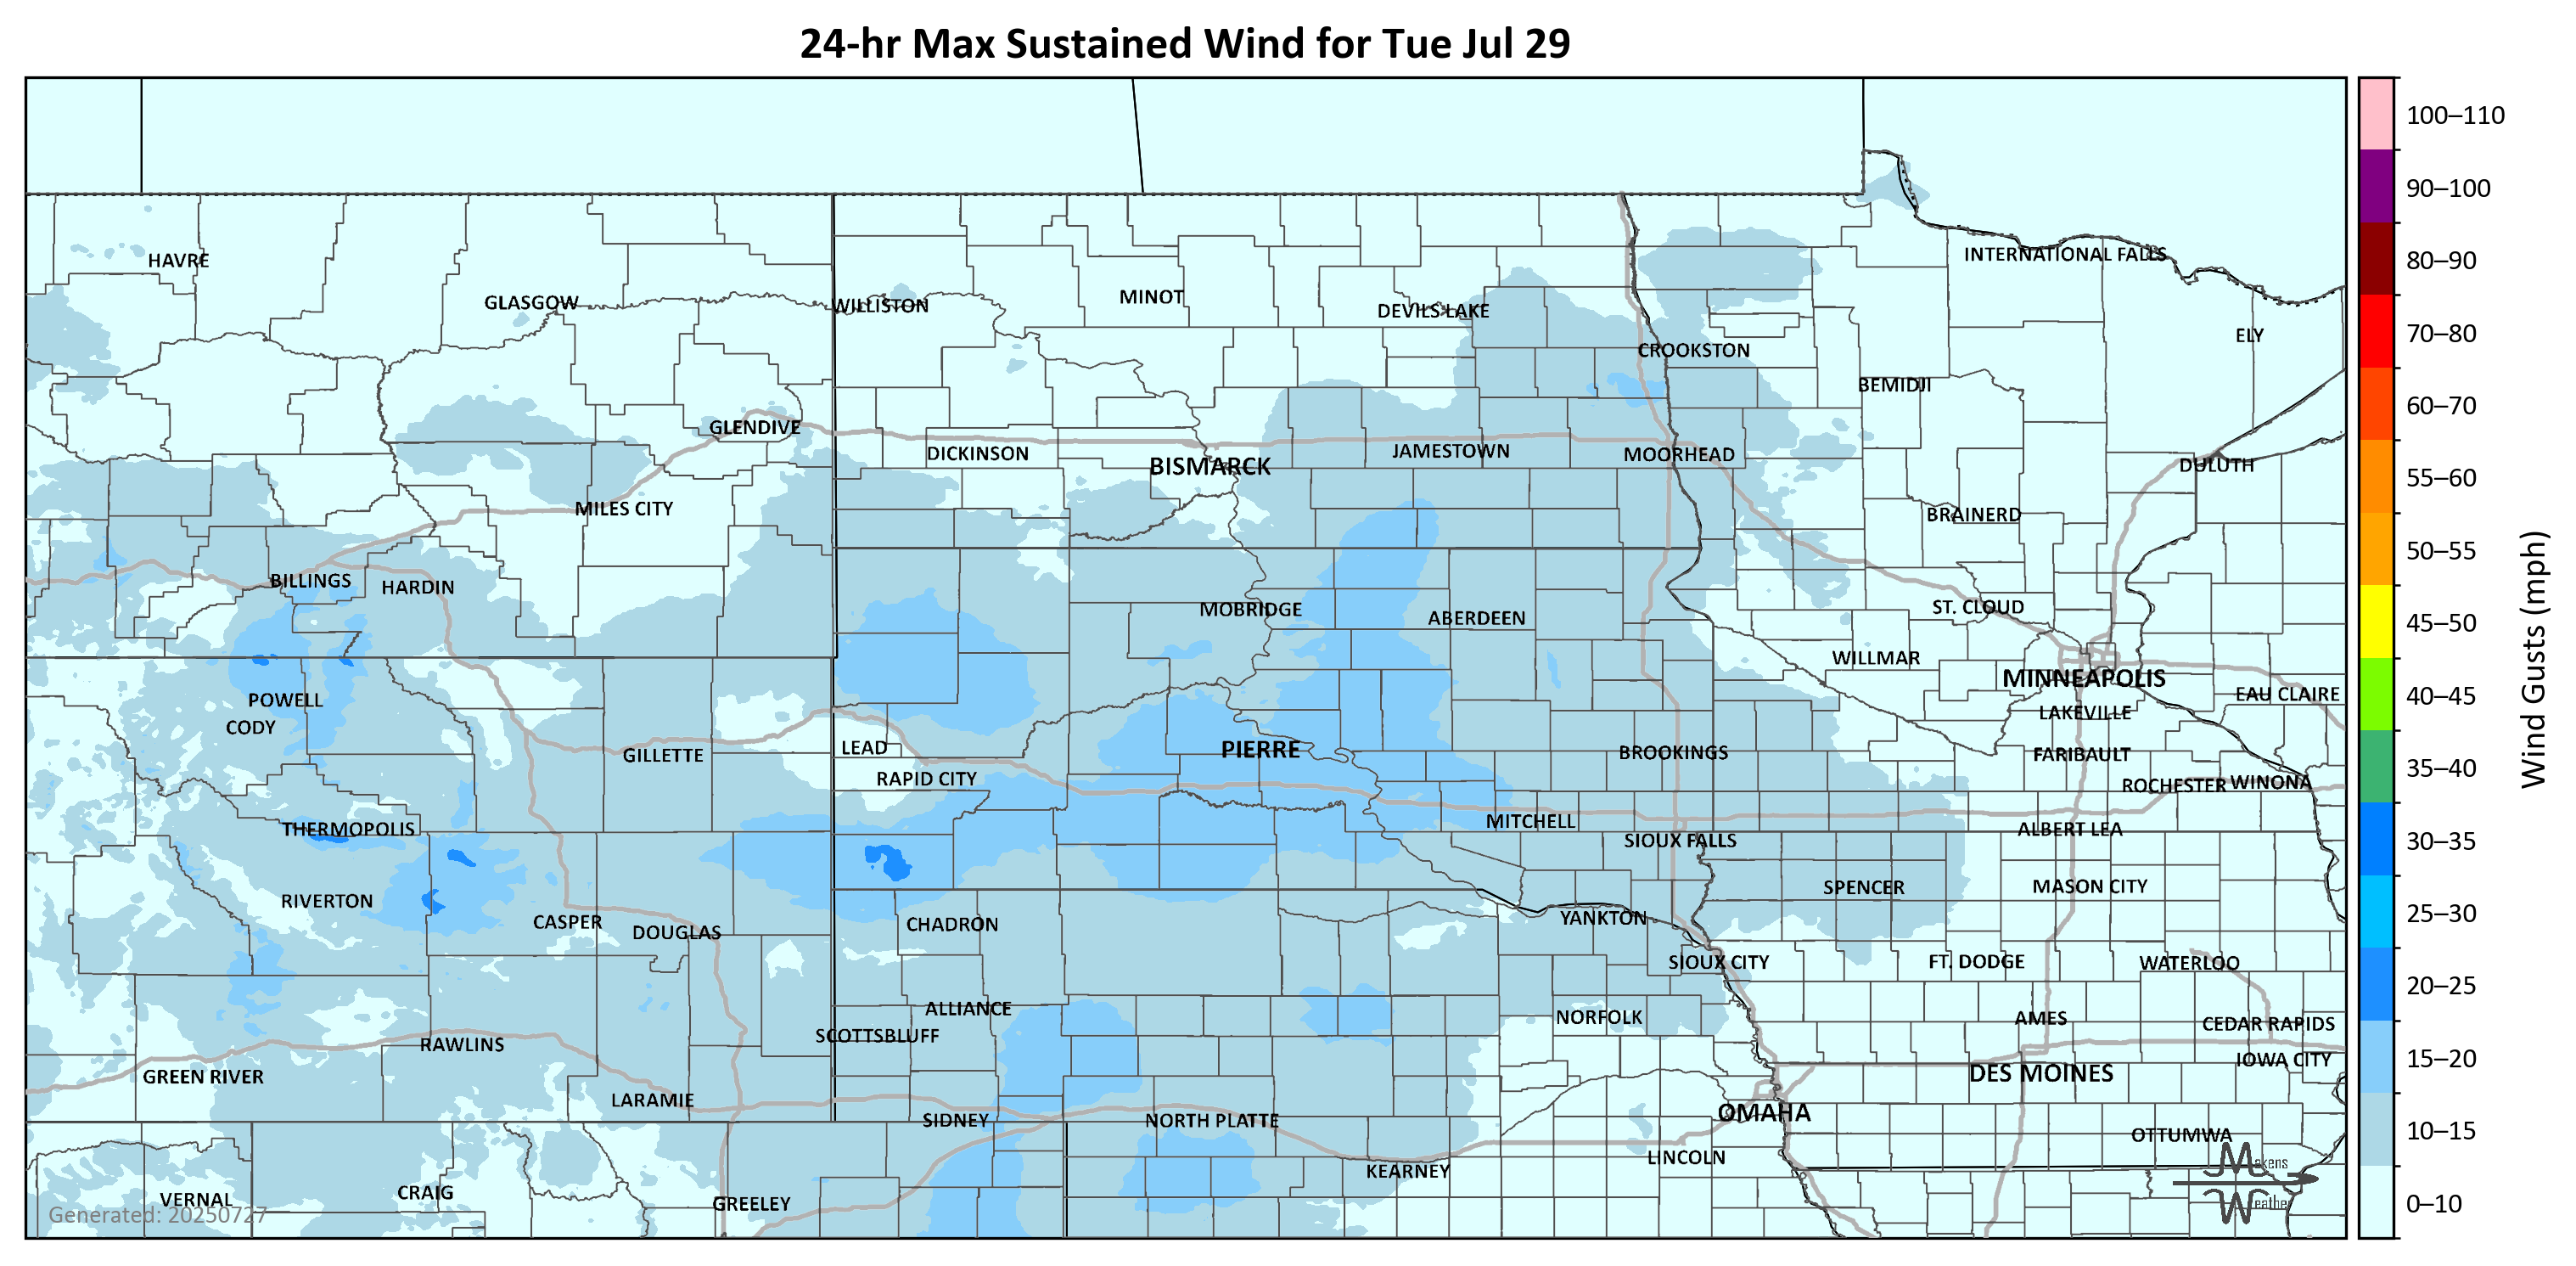 24-hr Max Sustained Wind for Tue Jul 29
100–110
90–100
80–90
70–80
60–70
55–60
50–55
45–50
40–45
35–40
30–35
25–30
20–25
15–20
10–15
0–10
Wind Gusts (mph)
INTERNATIONAL FALLS
HAVRE
GLASGOW
WILLISTON
MINOT
DEVILS LAKE
ELY
CROOKSTON
BEMIDJI
GLENDIVE
DICKINSON
BISMARCK
JAMESTOWN
MOORHEAD
DULUTH
MILES CITY
BRAINERD
BILLINGS
HARDIN
MOBRIDGE
ABERDEEN
ST. CLOUD
WILLMAR
MINNEAPOLIS
EAU CLAIRE
POWELL
CODY
LAKEVILLE
GILLETTE
LEAD
PIERRE
BROOKINGS
FARIBAULT
RAPID CITY
ROCHESTER
WINONA
THERMOPOLIS
MITCHELL
ALBERT LEA
SIOUX FALLS
RIVERTON
SPENCER
MASON CITY
CASPER
DOUGLAS
CHADRON
YANKTON
SIOUX CITY
FT. DODGE
WATERLOO
ALLIANCE
SCOTTSBLUFF
NORFOLK
AMES
CEDAR RAPIDS
RAWLINS
IOWA CITY
GREEN RIVER
DES MOINES
LARAMIE
SIDNEY
NORTH PLATTE
OMAHA
OTTUMWA
KEARNEY
LINCOLN
VERNAL
CRAIG
GREELEY
Generated: 20250727
Makens
Weather